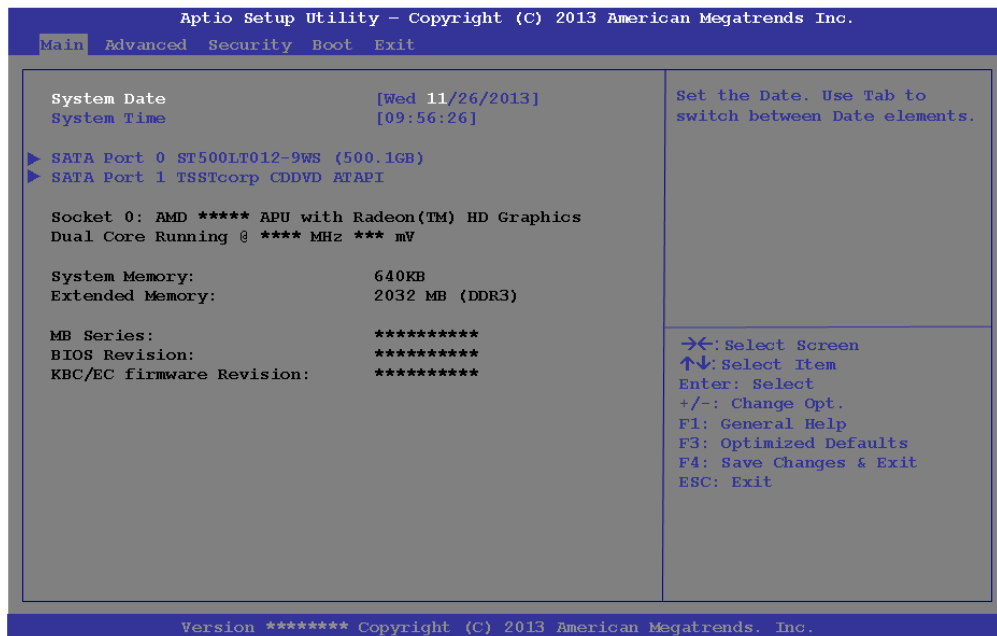 Aptio Setup Utility – Copyright (C) 2013 American Megatrends Inc.
Main Advanced Security Boot Exit
System Date [Wed 11/26/2013]
System Time [09:56:26]
SATA Port 0 ST500LT012-9WS (500.1GB)
SATA Port 1 TSSTcorp CDDVD ATAPI
Socket 0: AMD ***** APU with Radeon(TM) HD Graphics
Dual Core Running @ **** MHz *** mV
System Memory: 640KB
Extended Memory: 2032 MB (DDR3)
MB Series: **********
BIOS Revision: **********
KBC/EC firmware Revision: **********
Set the Date. Use Tab to
switch between Date elements.
→←:Select Screen
↑↓:Select Item
Enter: Select
+/-: Change Opt.
F1: General Help
F3: Optimized Defaults
F4: Save Changes & Exit
ESC: Exit
Version ******** Copyright (C) 2013 American Megatrends. Inc.